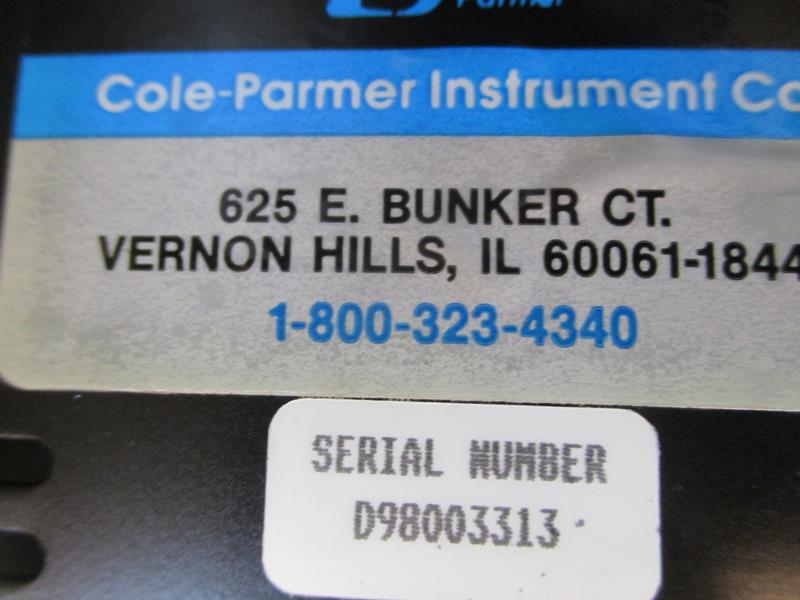 Parmer
Cole-Parmer Instrument Co
625 E. BUNKER CT.
VERNON HILLS, IL 60061-1844
1-800-323-4340
SERIAL NUMBER
D98003313